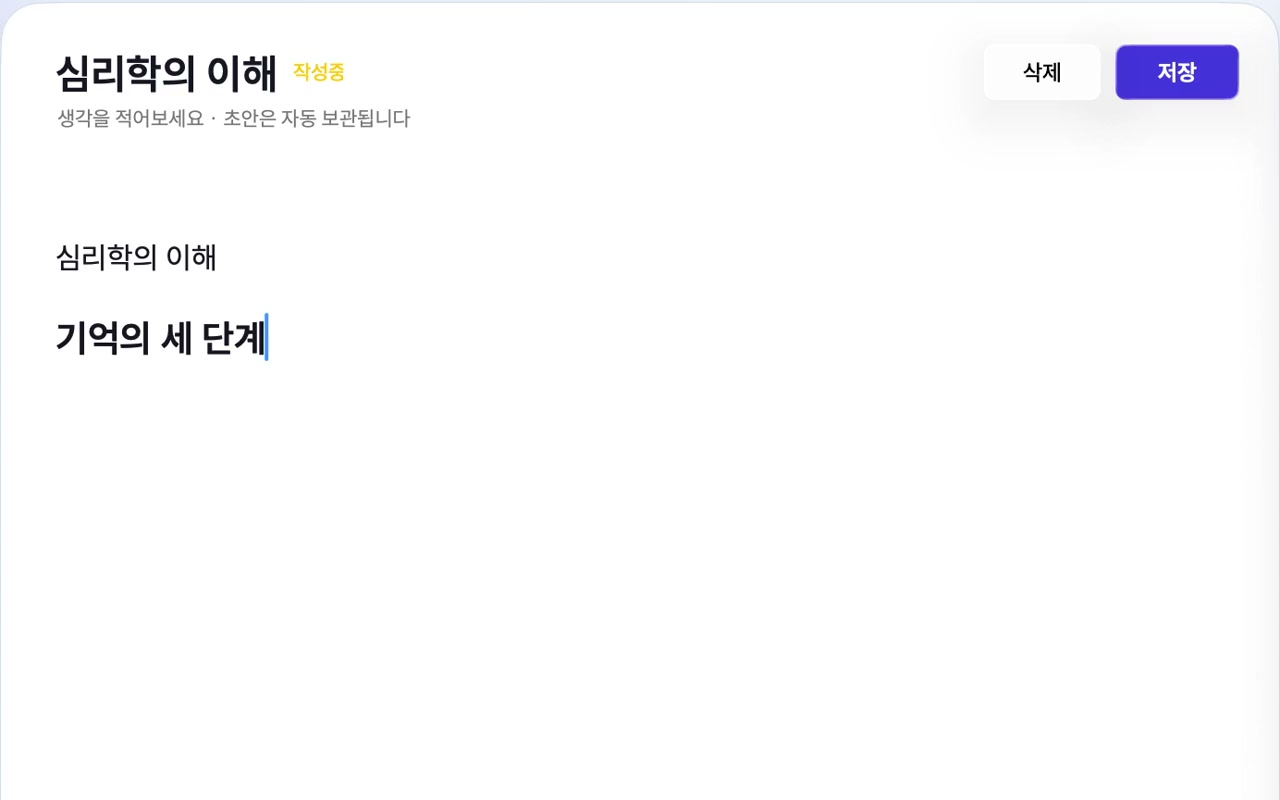 심리학의 이해 작성중
삭제
저장
생각을 적어보세요 · 초안은 자동 보관됩니다
심리학의 이해
기억의 세 단계